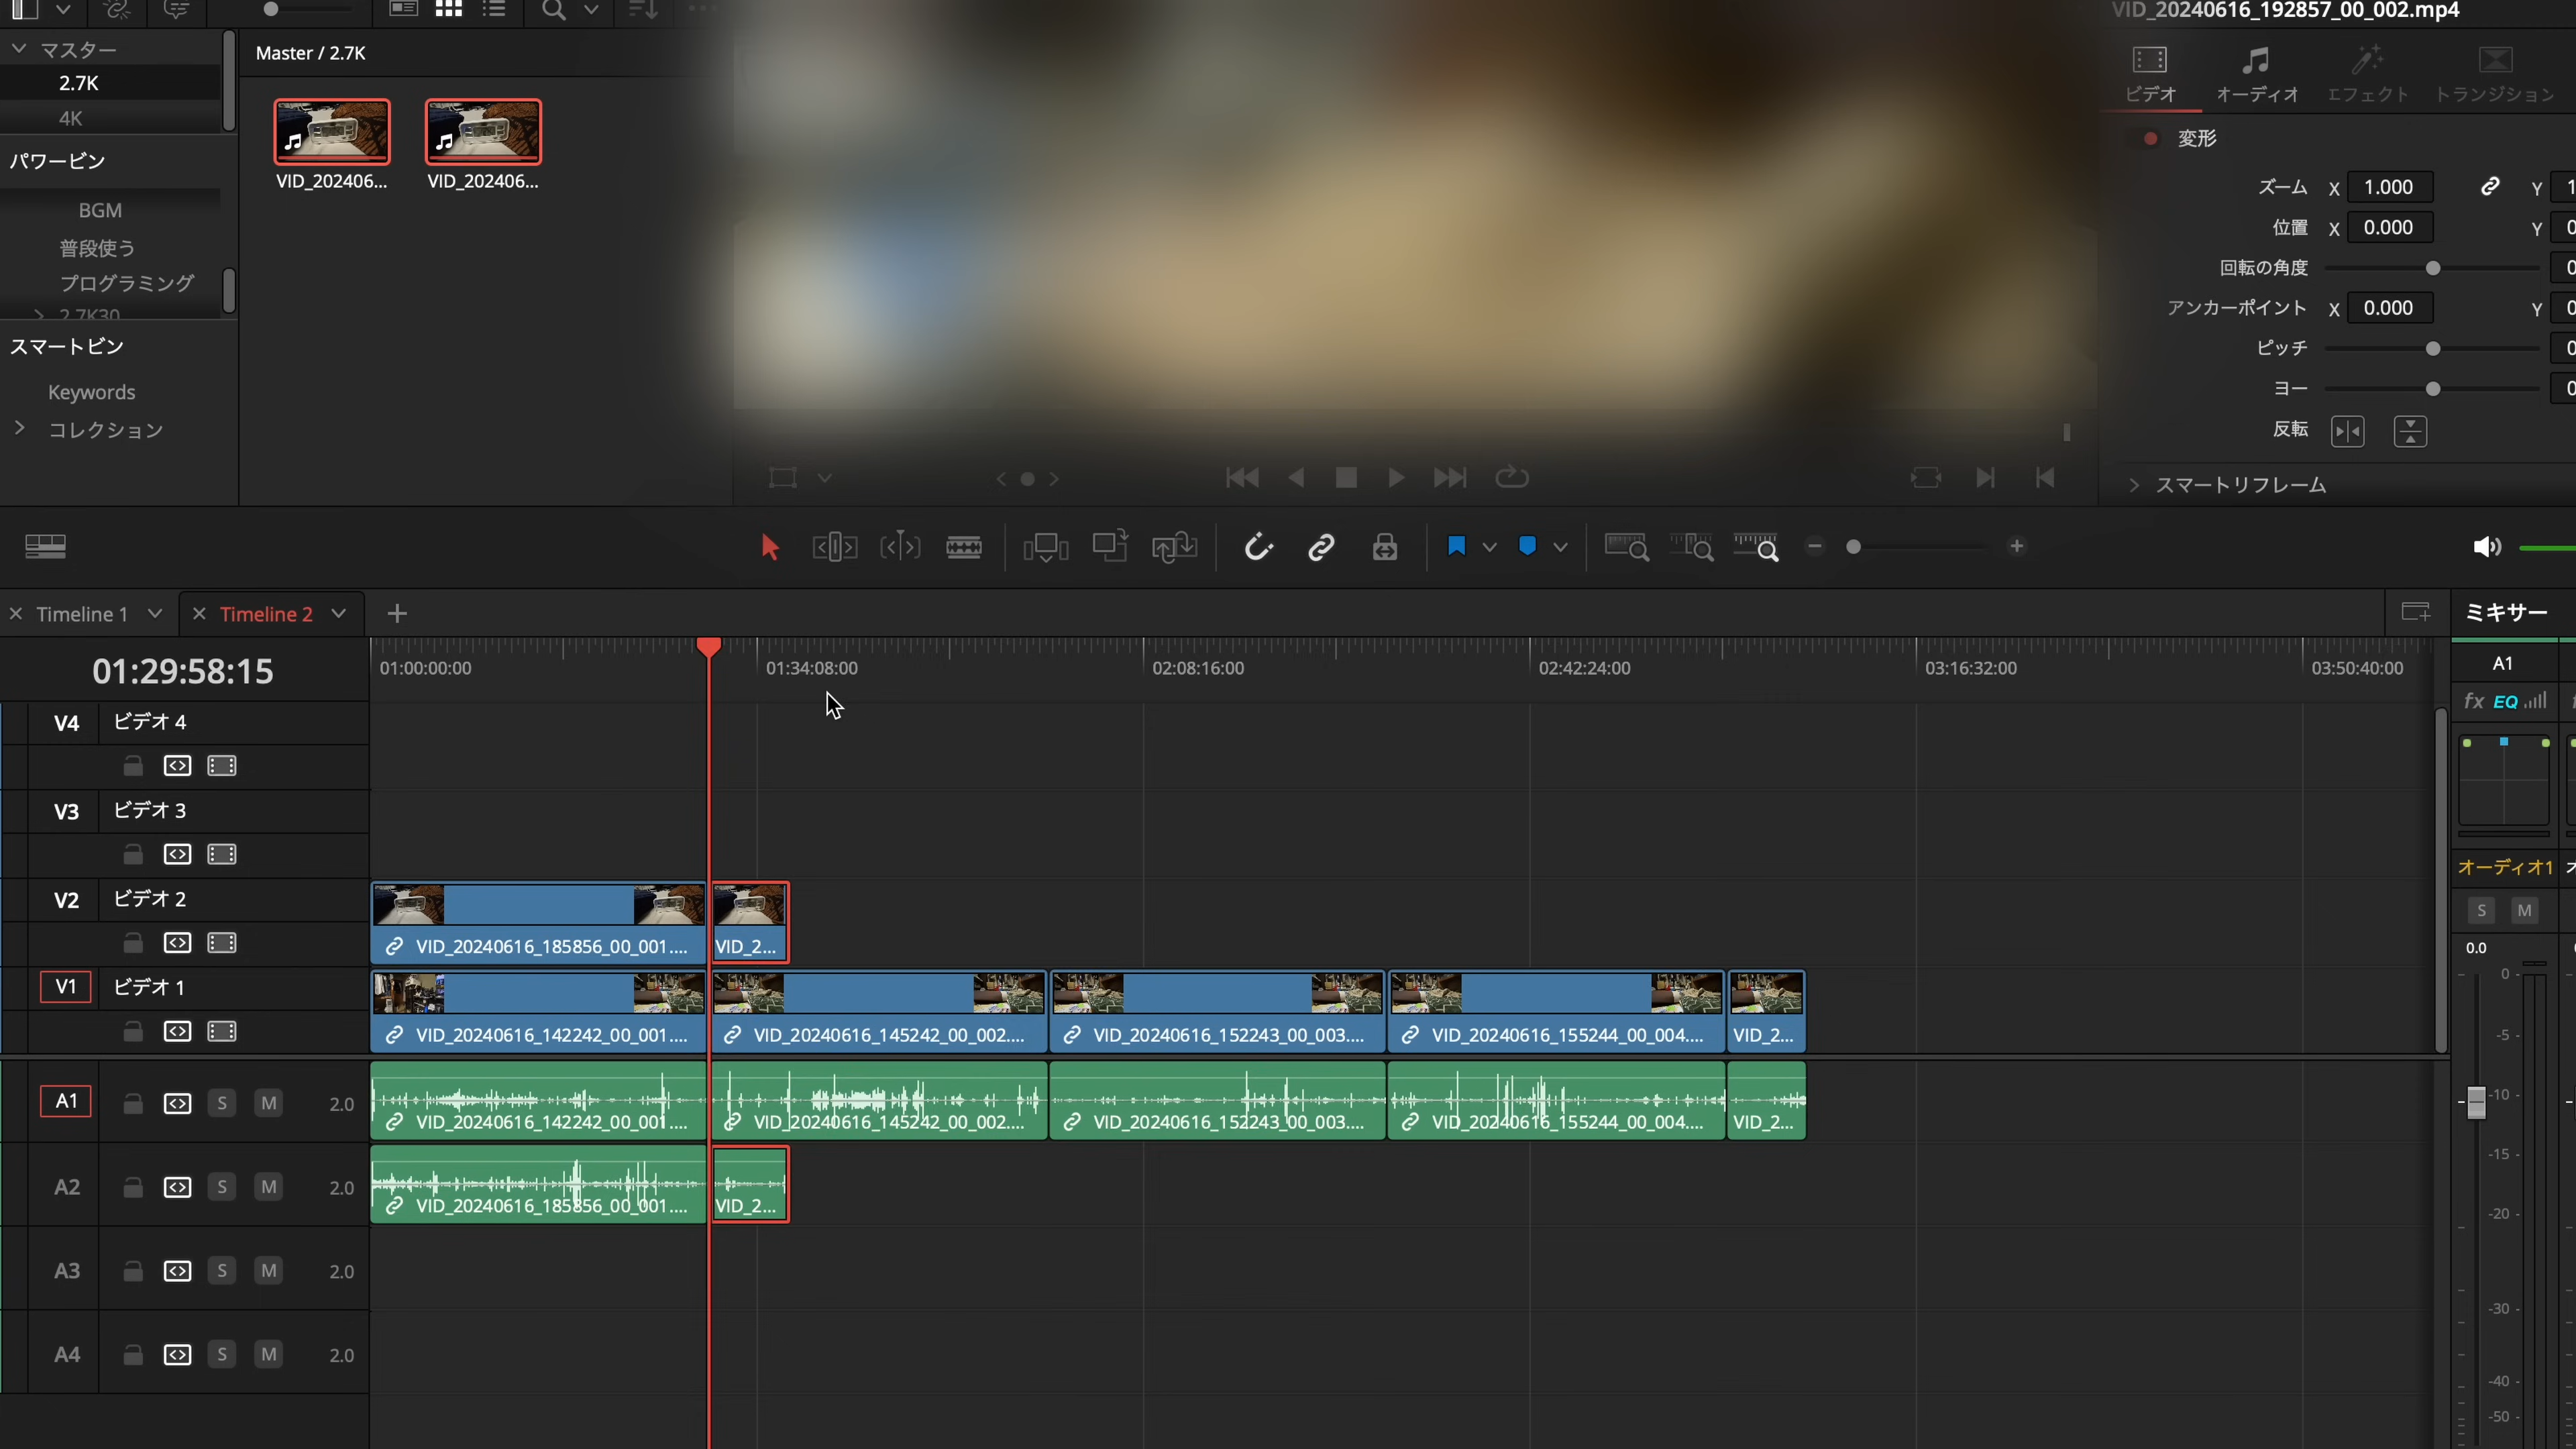 VID_20240616_192857_00_002.mp4
マスター
2.7K
4K
パワービン
BGM
普段使う
プログラミング
2.7K30
スマートビン
Keywords
コレクション
Master / 2.7K
VID_202406...
VID_202406...
ビデオ
オーディオ
エフェクト
トランジション
変形
ズーム X 1.000 Y
位置 X 0.000 Y
回転の角度
アンカーポイント X 0.000 Y
ピッチ
ヨー
反転
スマートリフレーム
Timeline 1
Timeline 2
ミキサー
01:29:58:15
01:00:00:00
01:34:08:00
02:08:16:00
02:42:24:00
03:16:32:00
03:50:40:00
V4 ビデオ 4
V3 ビデオ 3
V2 ビデオ 2
VID_20240616_185856_00_001....
VID_2...
V1 ビデオ 1
VID_20240616_142242_00_001....
VID_20240616_145242_00_002....
VID_20240616_152243_00_003....
VID_20240616_155244_00_004....
VID_2...
A1 S M 2.0
VID_20240616_142242_00_001....
VID_20240616_145242_00_002....
VID_20240616_152243_00_003....
VID_20240616_155244_00_004....
VID_2...
A2 S M 2.0
VID_20240616_185856_00_001....
VID_2...
A3 S M 2.0
A4 S M 2.0
A1
fx EQ
オーディオ1
S M
0.0
0
-5
-10
-15
-20
-30
-40
-50